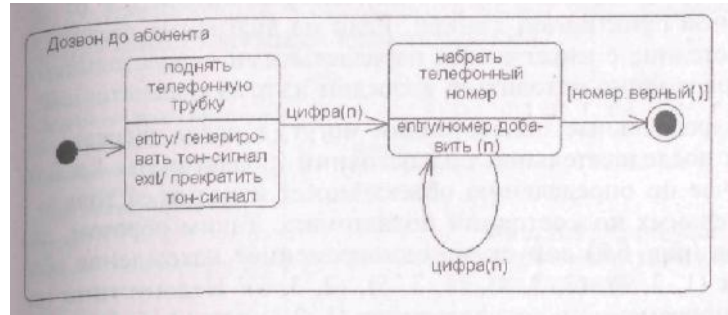 Дозвон до абонента
поднять
телефонную
трубку
entry/генериро-
вать тон-сигнал
exit/ прекратить
тон-сигнал
цифра(n)
набрать
телефонный
номер
entry/номер.доба-
вить (n)
цифра(n)
[номер.верный()]